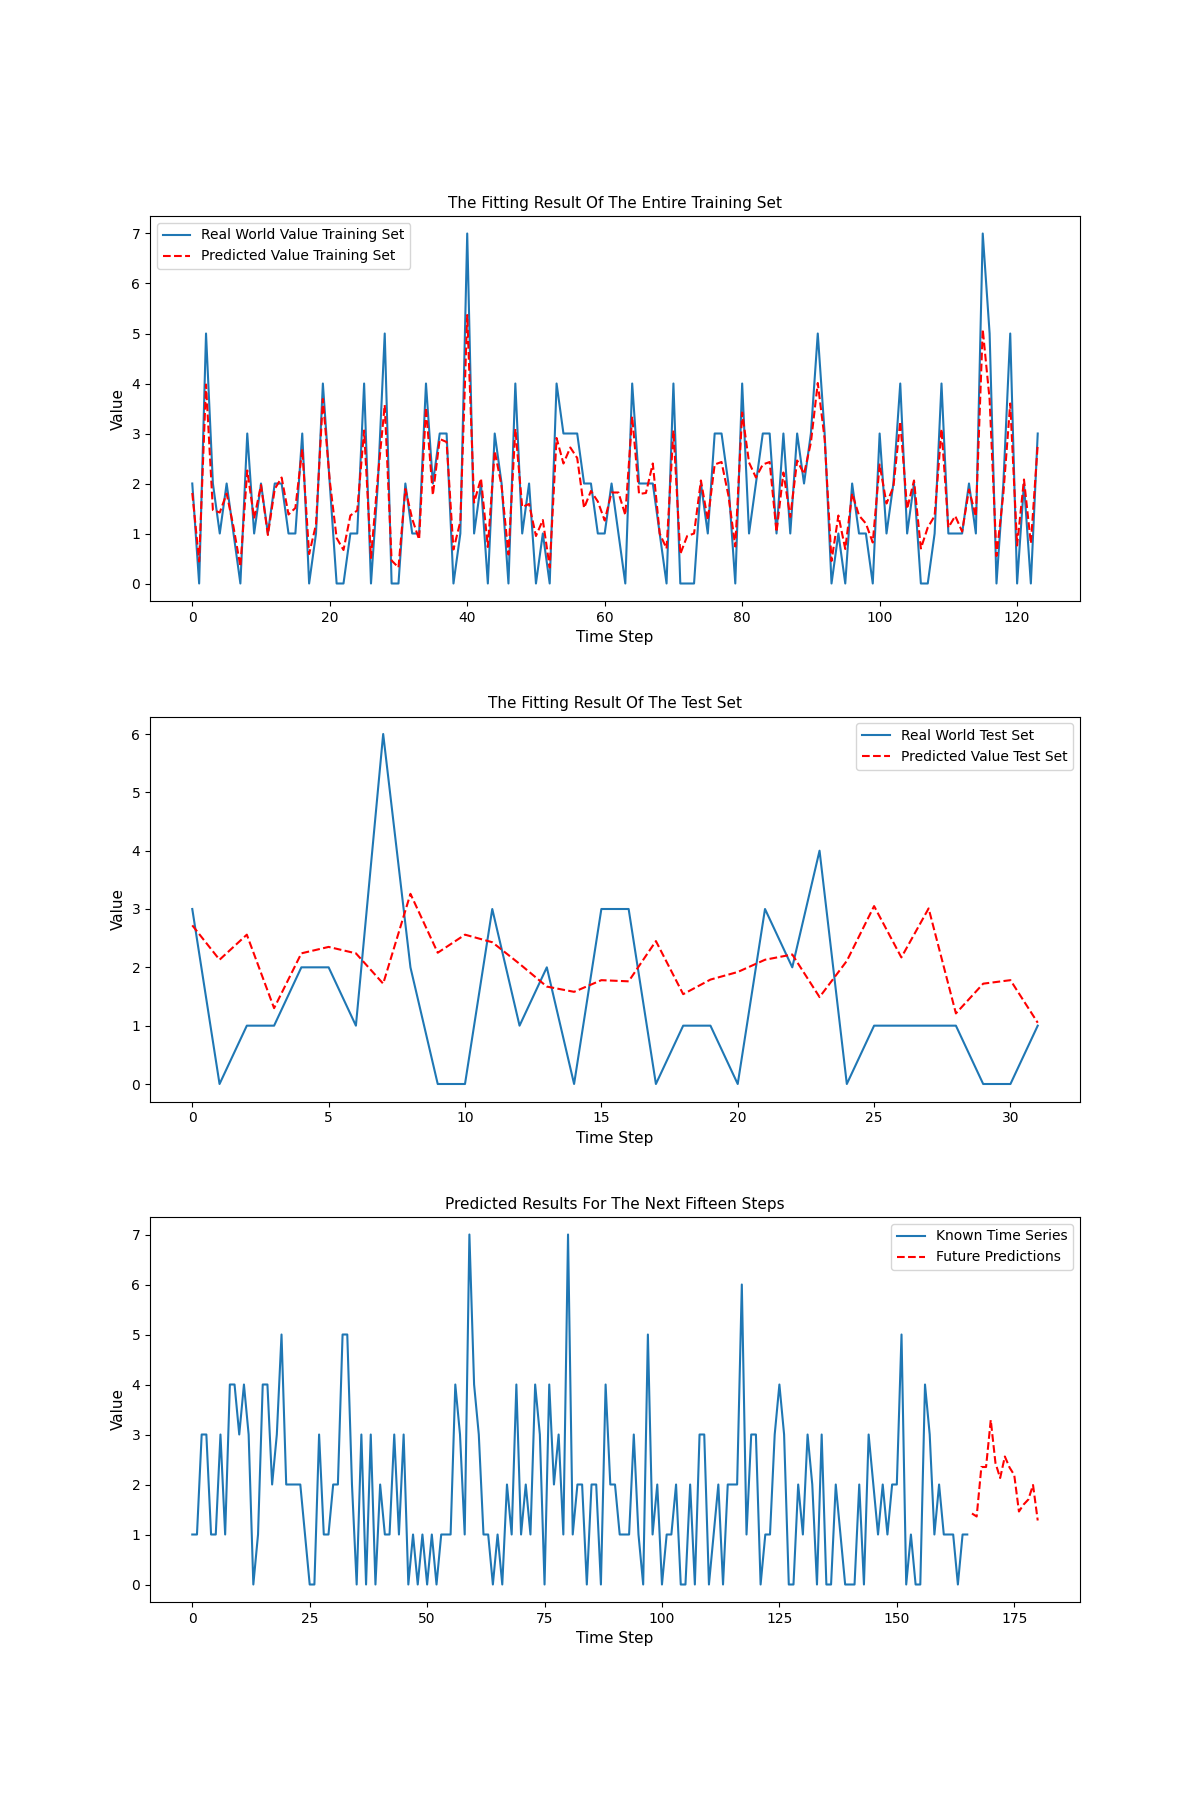 The Fitting Result Of The Entire Training Set
Real World Value Training Set
Predicted Value Training Set
7
6
5
4
3
2
1
0
Value
0 20 40 60 80 100 120
Time Step
The Fitting Result Of The Test Set
Real World Test Set
Predicted Value Test Set
6
5
4
3
2
1
0
Value
0 5 10 15 20 25 30
Time Step
Predicted Results For The Next Fifteen Steps
Known Time Series
Future Predictions
7
6
5
4
3
2
1
0
Value
0 25 50 75 100 125 150 175
Time Step